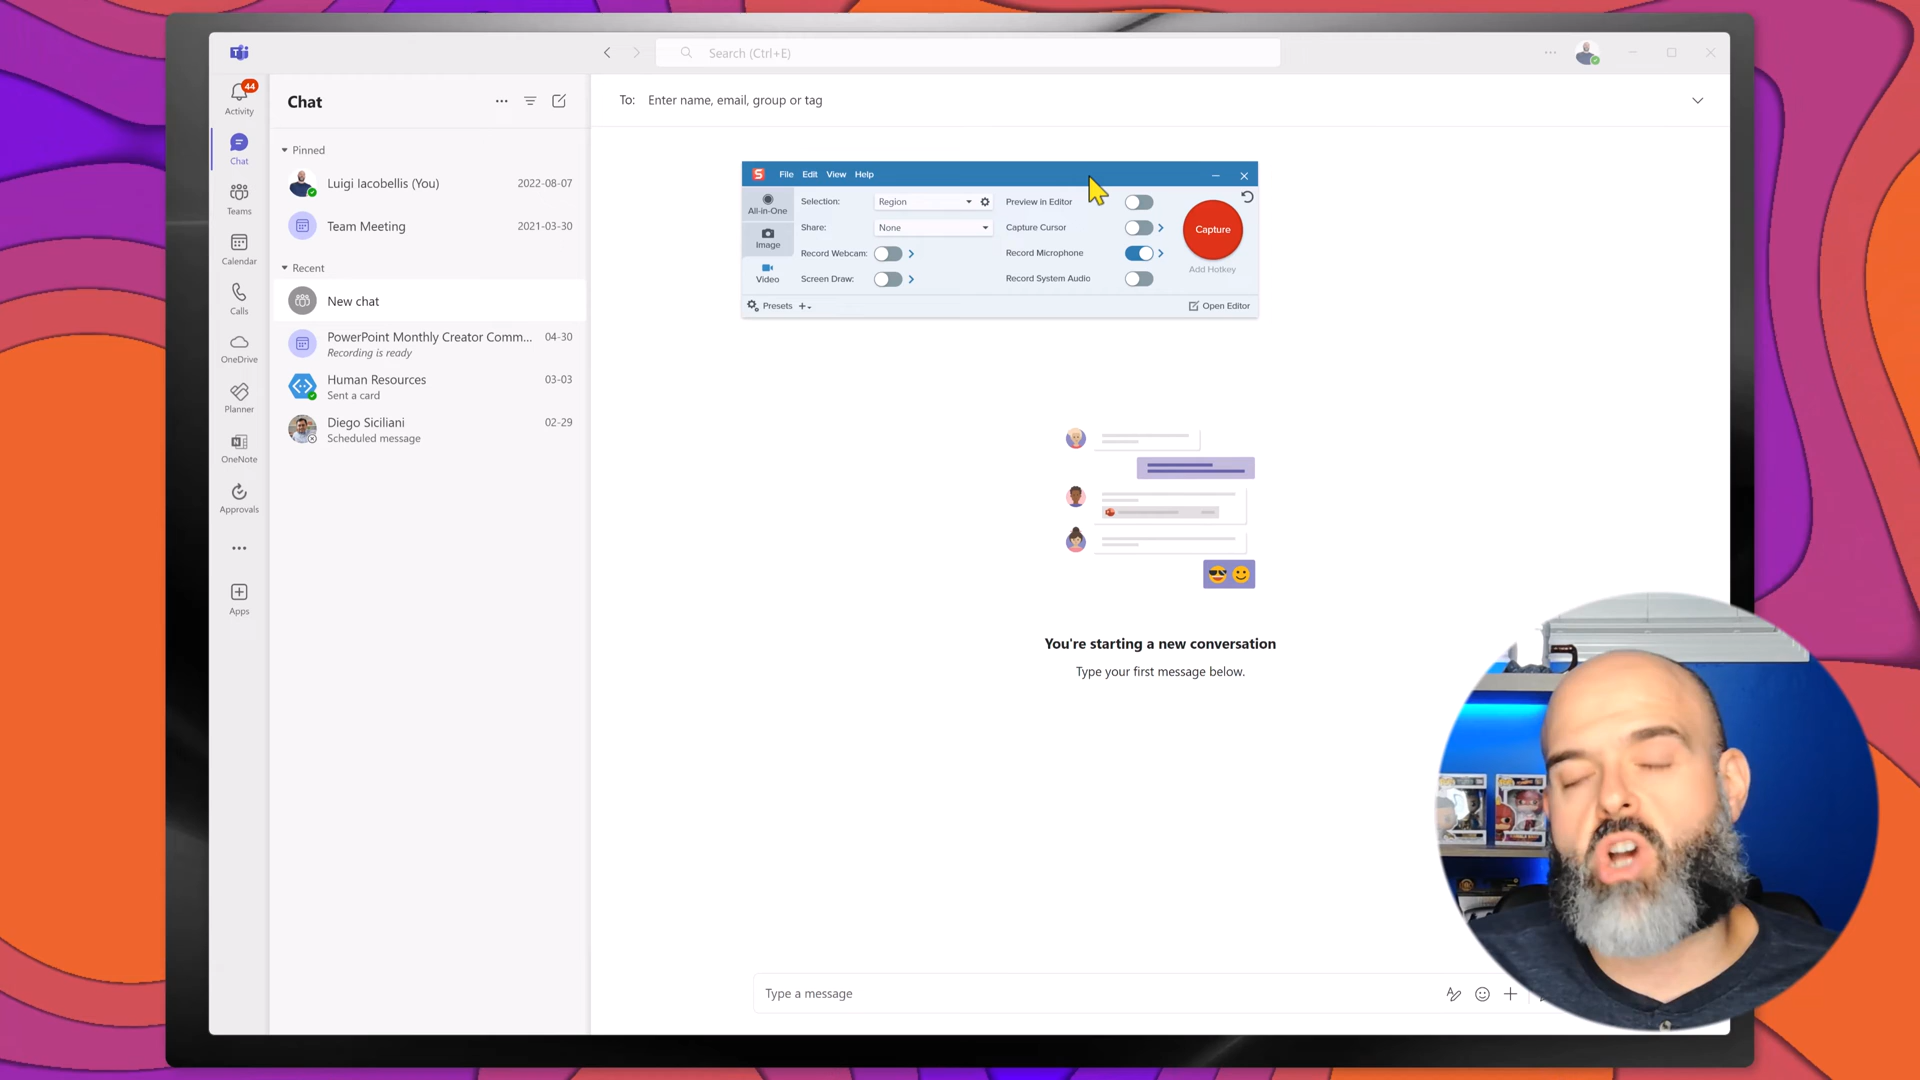 Search (Ctrl+E)
44
Activity
Chat
Teams
Calendar
Calls
OneDrive
Planner
OneNote
Approvals
Apps
Chat
Pinned
Luigi Iacobellis (You) 2022-08-07
Team Meeting 2021-03-30
Recent
New chat
PowerPoint Monthly Creator Comm... 04-30
Recording is ready
Human Resources 03-03
Sent a card
Diego Siciliani 02-29
Scheduled message
To: Enter name, email, group or tag
S File Edit View Help
All-in-One
Image
Video
Selection: Region
Share: None
Record Webcam:
Screen Draw:
Preview in Editor
Capture Cursor
Record Microphone
Record System Audio
Capture
Add Hotkey
Presets
Open Editor
You're starting a new conversation
Type your first message below.
Type a message